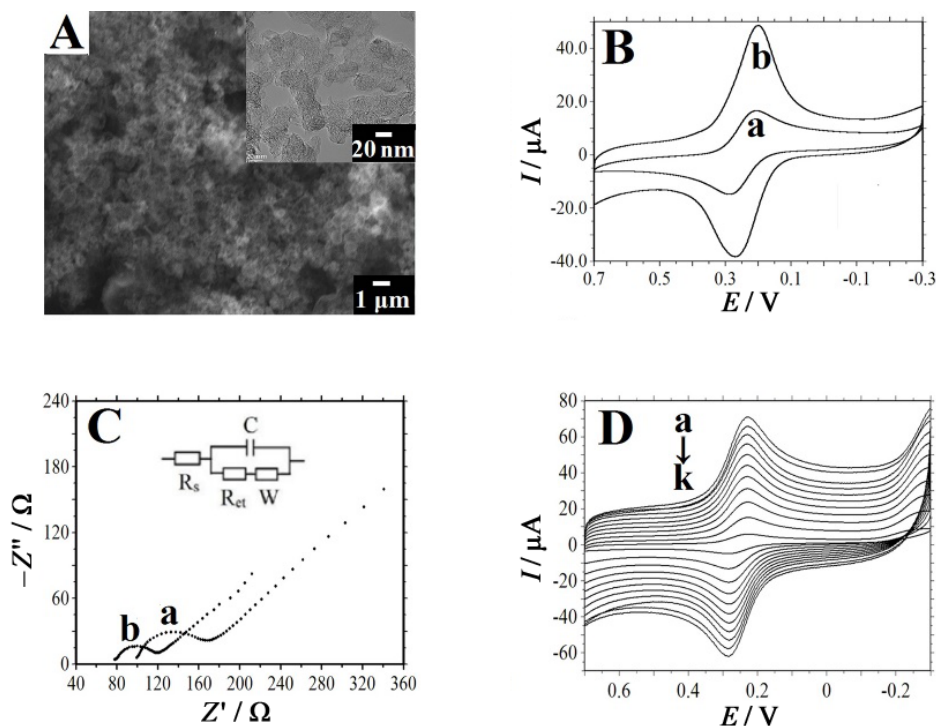 A
20 nm
1 μm
B
b
a
I / μA
40.0
20.0
0
-20.0
-40.0
0.7 0.5 0.3 0.1 -0.1 -0.3
E / V
C
C
Rs
Ret W
−Z" / Ω
240
180
120
60
0
b a
40 80 120 160 200 240 280 320 360
Z' / Ω
D
a
k
I / μA
80
60
40
20
0
-20
-40
-60
0.6 0.4 0.2 0 -0.2
E / V